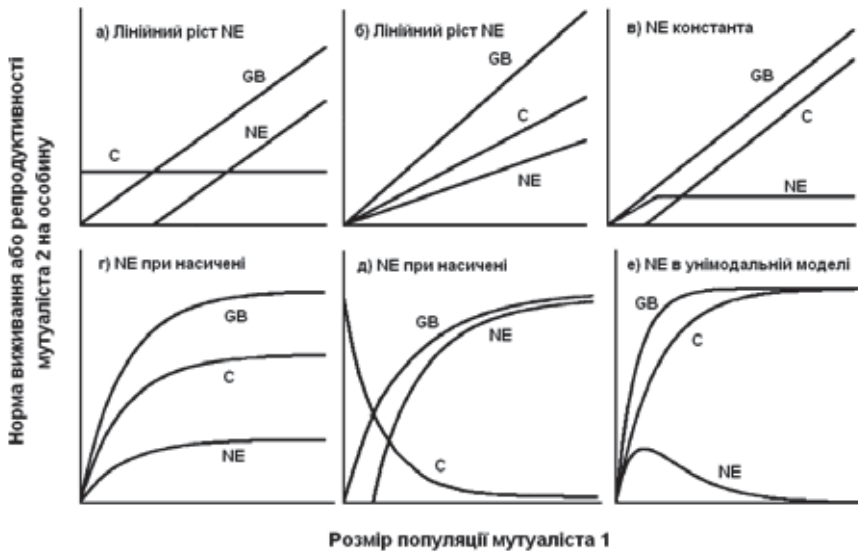 Норма виживання або репродуктивності
мутуаліста 2 на особину
а) Лінійний ріст NE
GB
NE
C
б) Лінійний ріст NE
GB
C
NE
в) NE константа
GB
C
NE
г) NE при насичені
GB
C
NE
д) NE при насичені
GB
NE
C
е) NE в унімодальній моделі
GB
C
NE
Розмір популяції мутуаліста 1